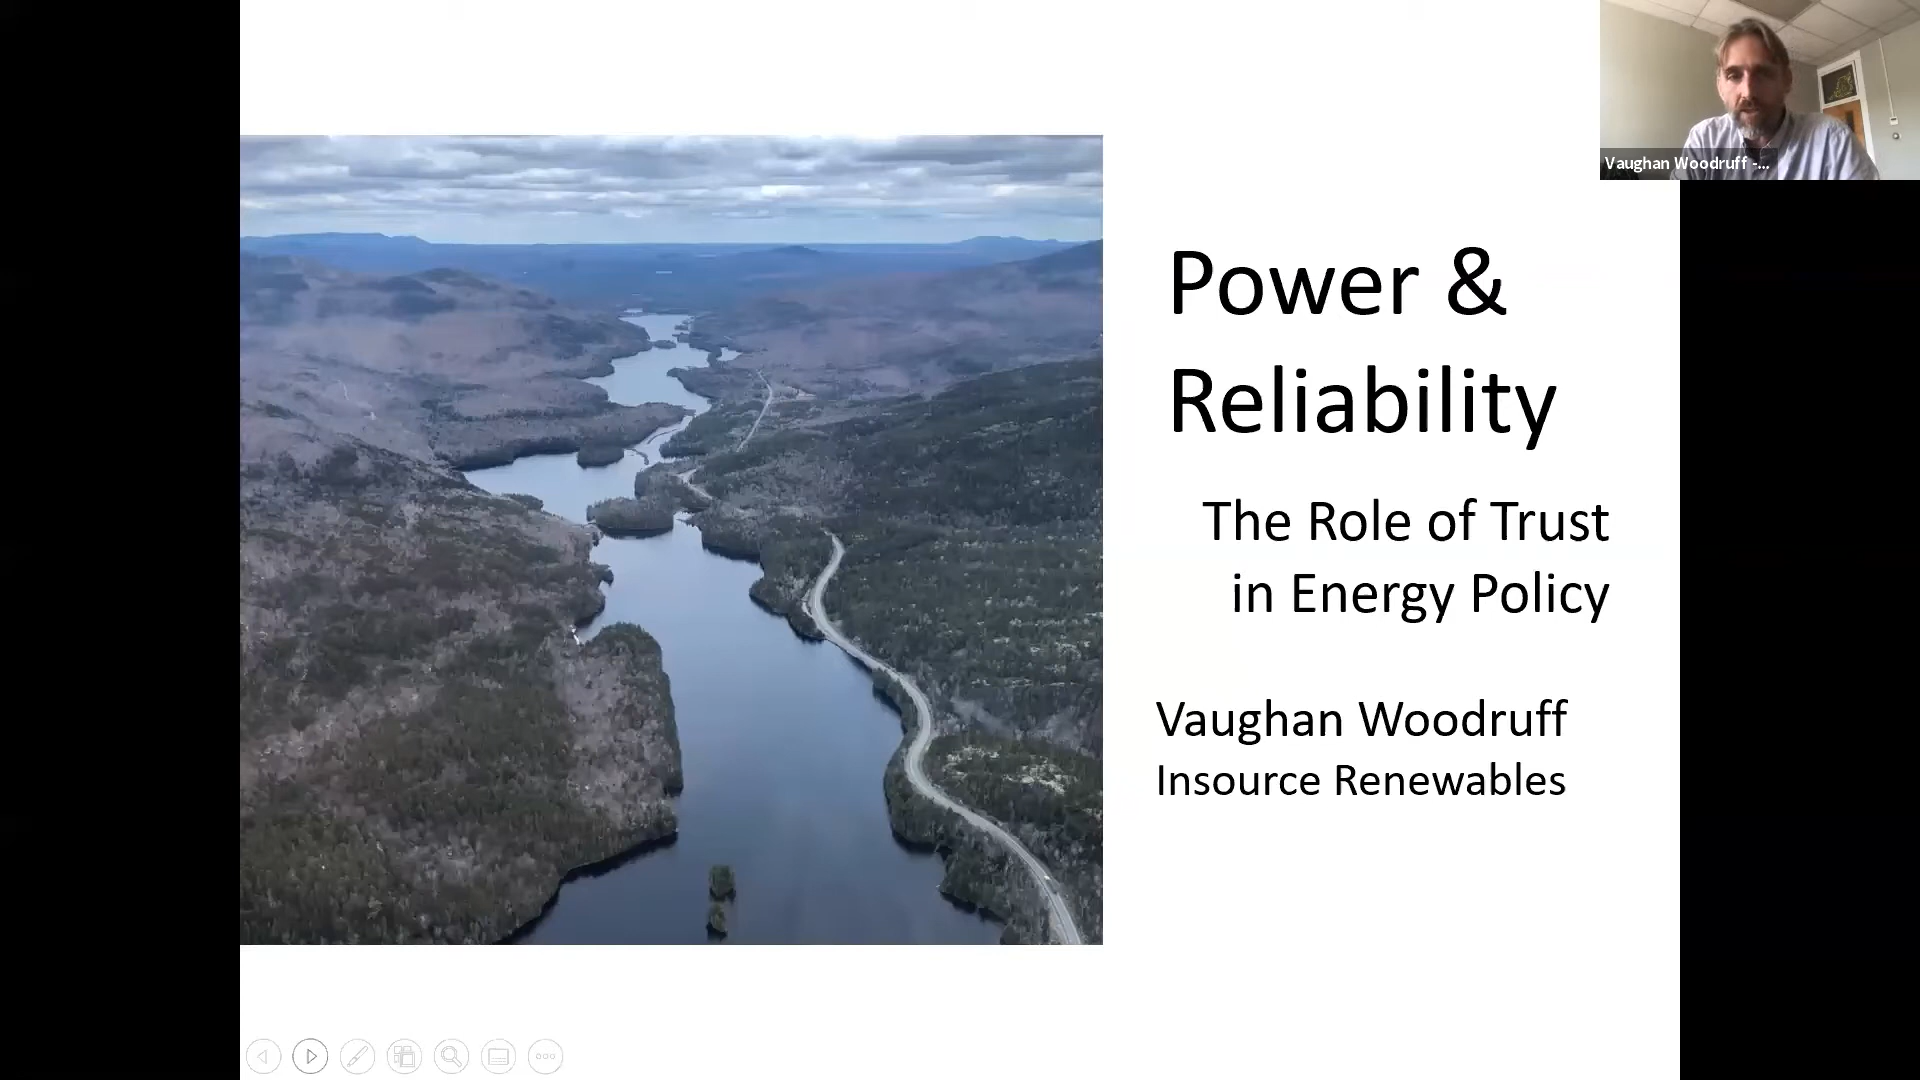 Vaughan Woodruff -...
Power &
Reliability
The Role of Trust
in Energy Policy
Vaughan Woodruff
Insource Renewables